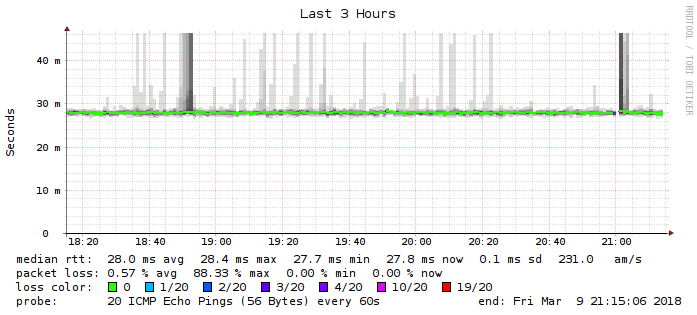 Last 3 Hours
RRDTOOL / TOBI OETIKER
Seconds
40 m
30 m
20 m
10 m
0
18:20 18:40 19:00 19:20 19:40 20:00 20:20 20:40 21:00
median rtt: 28.0 ms avg 28.4 ms max 27.7 ms min 27.8 ms now 0.1 ms sd 231.0 am/s
packet loss: 0.57 % avg 88.33 % max 0.00 % min 0.00 % now
loss color: 0 1/20 2/20 3/20 4/20 10/20 19/20
probe: 20 ICMP Echo Pings (56 Bytes) every 60s end: Fri Mar 9 21:15:06 2018